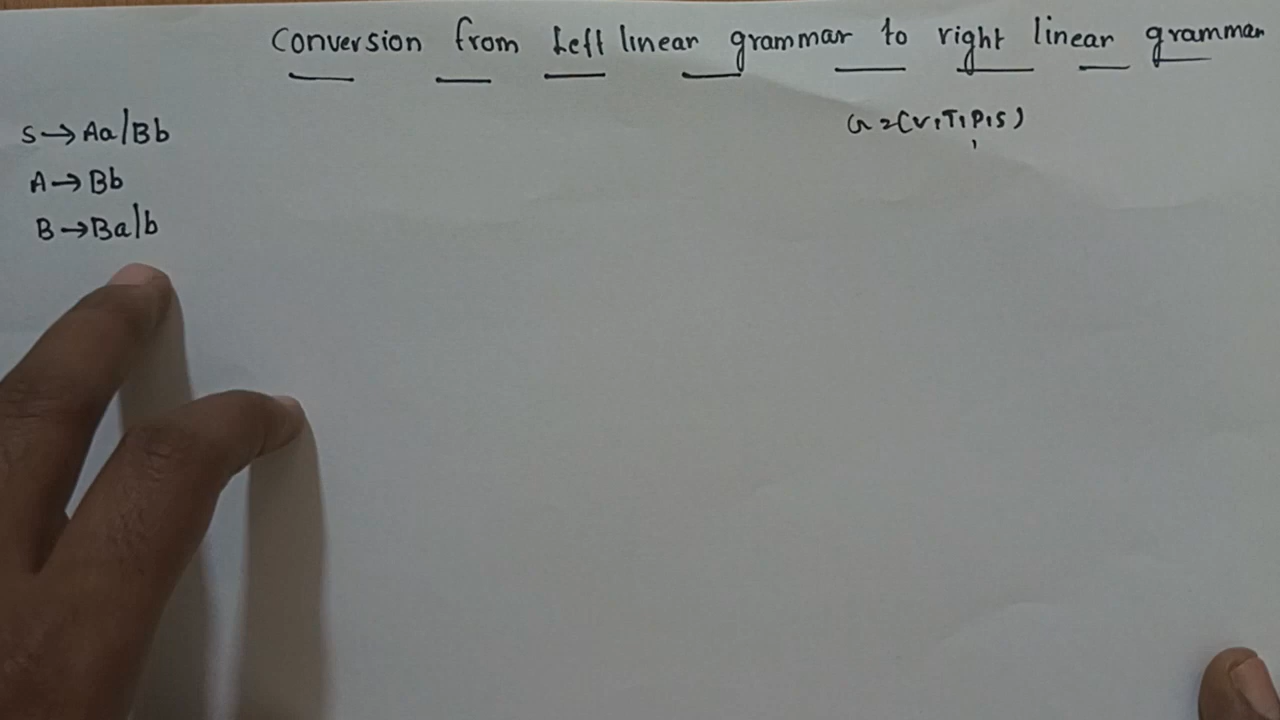 Conversion from Left linear grammar to right linear grammar
G=(V,T,P,S)
S→Aa|Bb
A→Bb
B→Ba|b